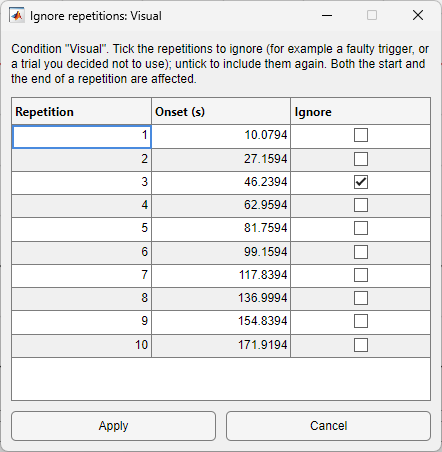 Ignore repetitions: Visual
Condition "Visual". Tick the repetitions to ignore (for example a faulty trigger, or
a trial you decided not to use); untick to include them again. Both the start and
the end of a repetition are affected.
Repetition Onset (s) Ignore
1 10.0794
2 27.1594
3 46.2394
4 62.9594
5 81.7594
6 99.1594
7 117.8394
8 136.9994
9 154.8394
10 171.9194
Apply Cancel